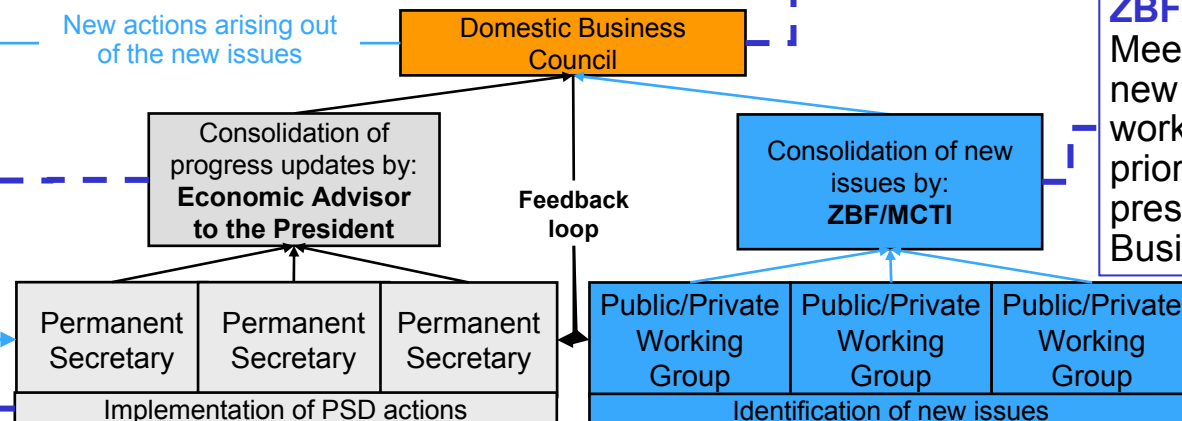 New actions arising out
of the new issues
Domestic Business
Council
ZBF
Mee
new
work
prior
pres
Busi
Consolidation of
progress updates by:
Economic Advisor
to the President
Feedback
loop
Consolidation of new
issues by:
ZBF/MCTI
Permanent
Secretary
Permanent
Secretary
Permanent
Secretary
Implementation of PSD actions
Public/Private
Working
Group
Public/Private
Working
Group
Public/Private
Working
Group
Identification of new issues